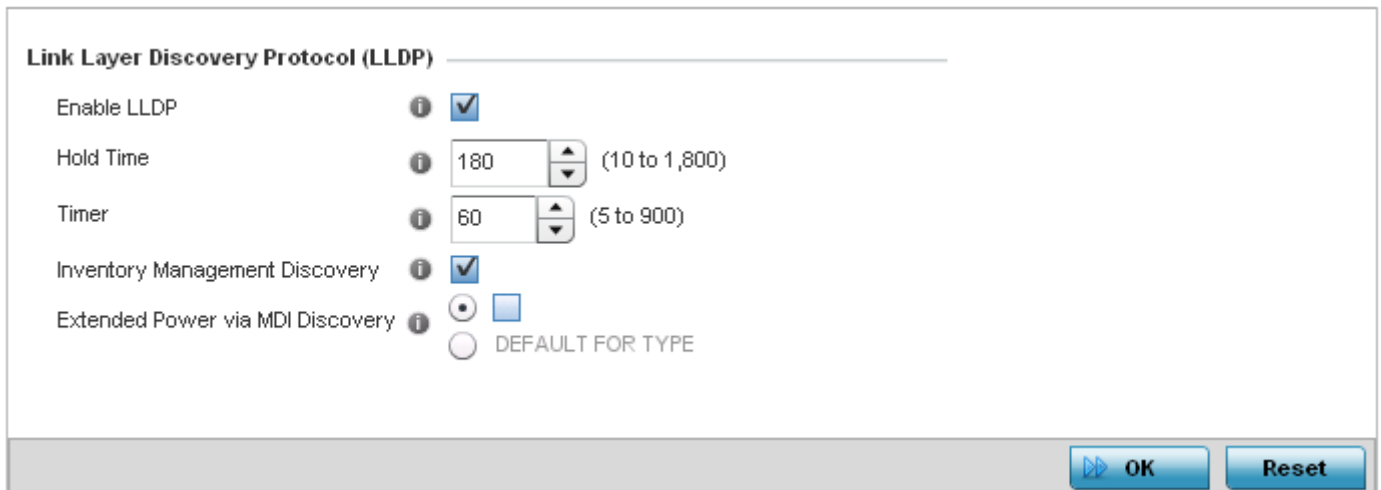 Link Layer Discovery Protocol (LLDP)
Enable LLDP
Hold Time 180 (10 to 1,800)
Timer 60 (5 to 900)
Inventory Management Discovery
Extended Power via MDI Discovery
DEFAULT FOR TYPE
OK Reset